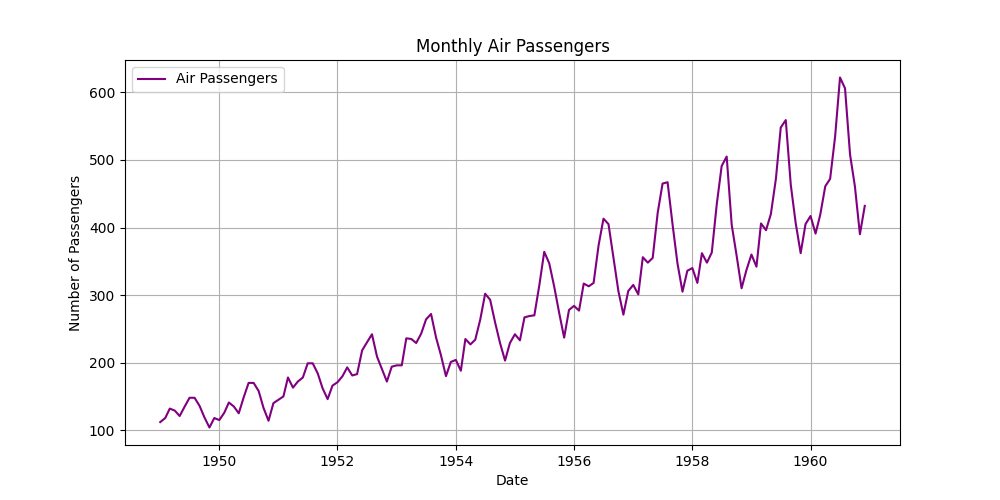 Monthly Air Passengers
Air Passengers
Number of Passengers
600
500
400
300
200
100
1950 1952 1954 1956 1958 1960
Date